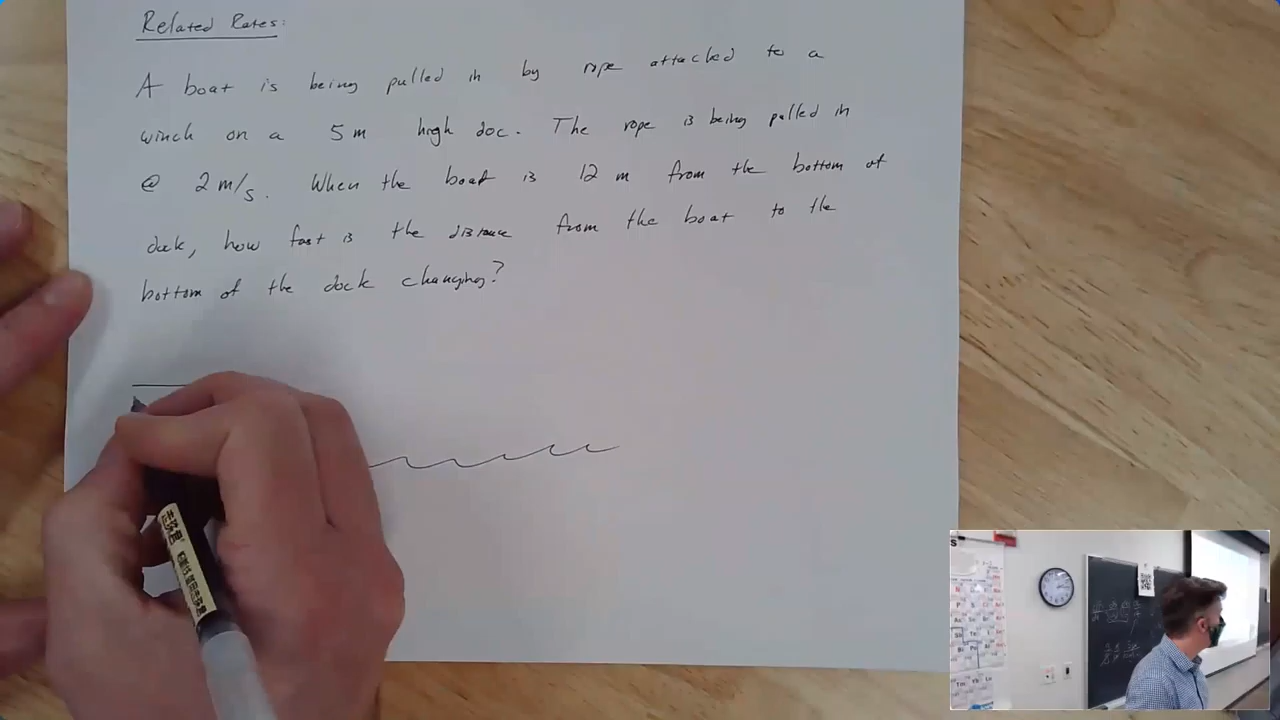 Related Rates:
A boat is being pulled in by rope attached to a
winch on a 5 m high doc. The rope is being pulled in
@ 2 m/s. When the boat is 12 m from the bottom of
dock, how fast is the distance from the boat to the
bottom of the dock changing?